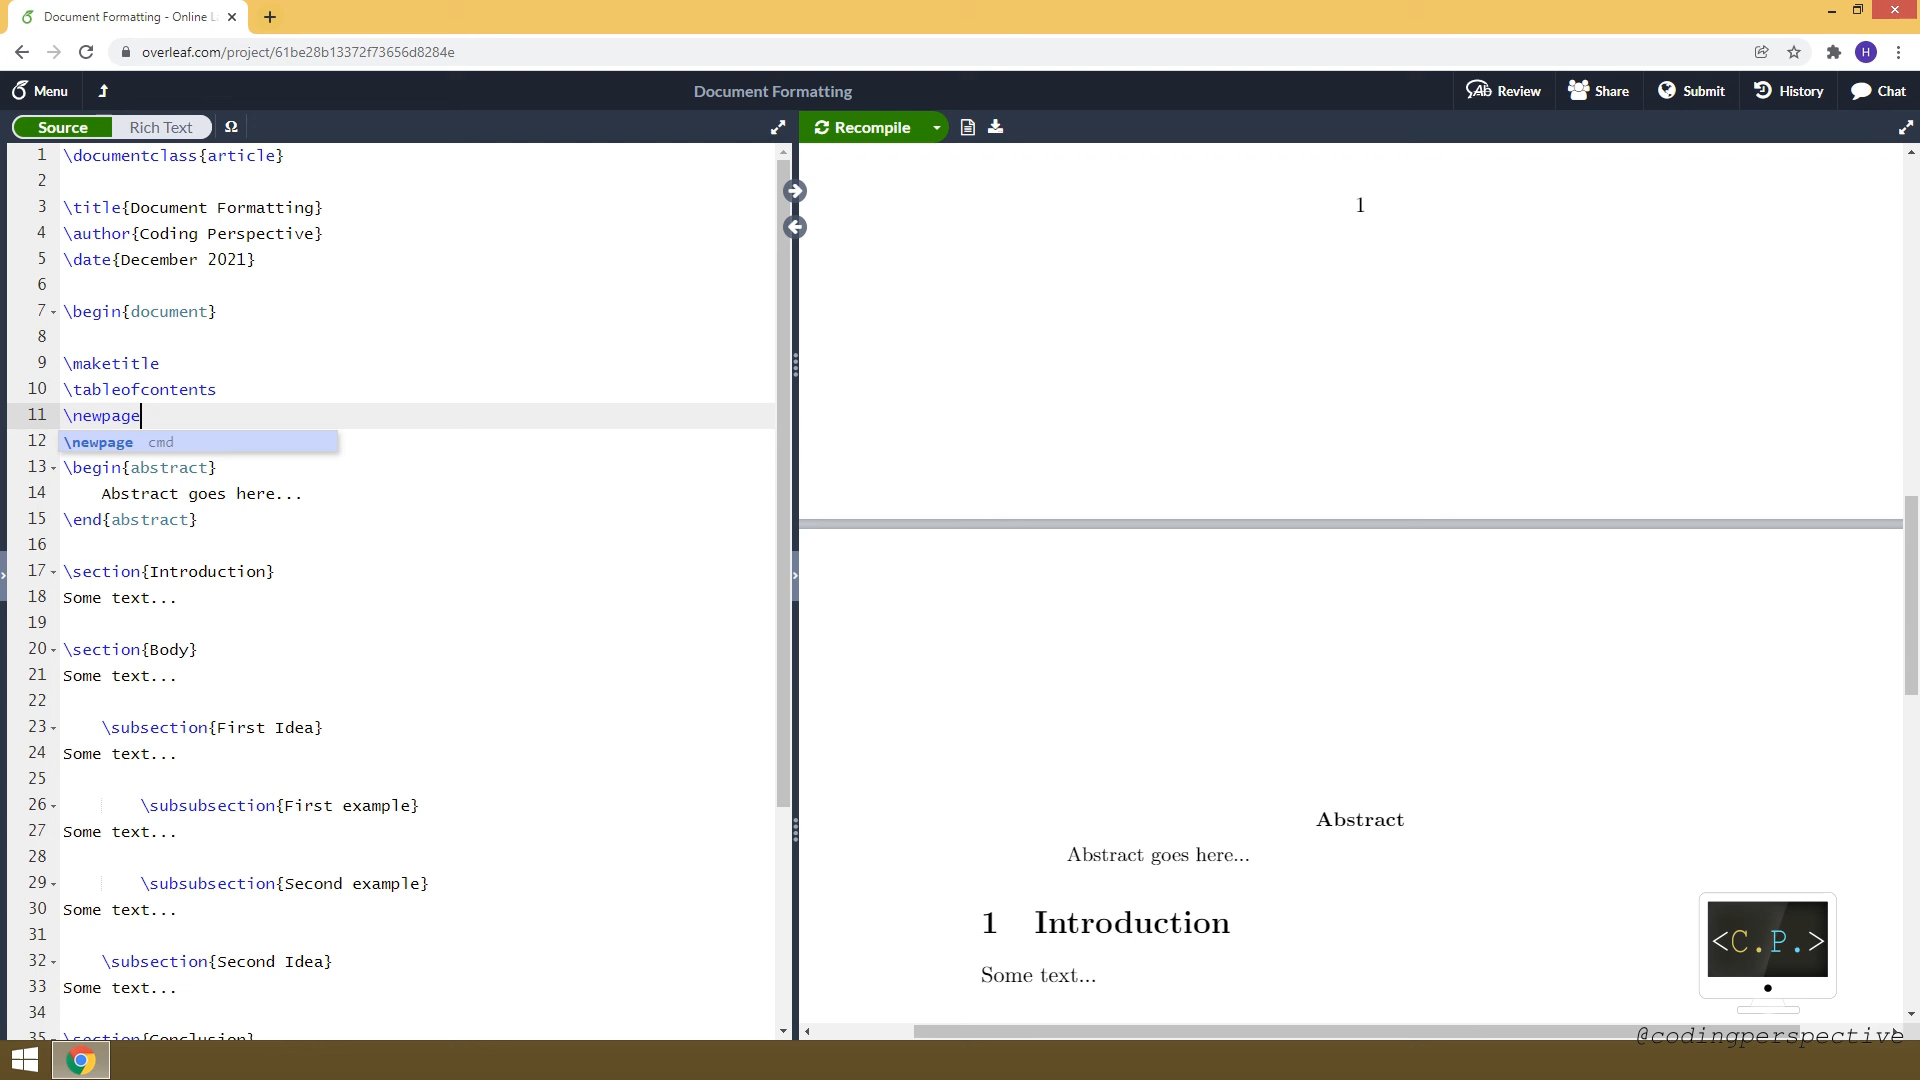 Document Formatting - Online L
overleaf.com/project/61be28b13372f73656d8284e
H
Menu
Document Formatting
Review
Share
Submit
History
Chat
Source
Rich Text
Ω
Recompile
1 \documentclass{article}
2
3 \title{Document Formatting}
4 \author{Coding Perspective}
5 \date{December 2021}
6
7 \begin{document}
8
9 \maketitle
10 \tableofcontents
11 \newpage
12 \newpage cmd
13 \begin{abstract}
14 Abstract goes here...
15 \end{abstract}
16
17 \section{Introduction}
18 Some text...
19
20 \section{Body}
21 Some text...
22
23 \subsection{First Idea}
24 Some text...
25
26 \subsubsection{First example}
27 Some text...
28
29 \subsubsection{Second example}
30 Some text...
31
32 \subsection{Second Idea}
33 Some text...
34
35 \section{Conclusion}
1
Abstract
Abstract goes here...
1 Introduction
Some text...
<C.P.>
@codingperspective